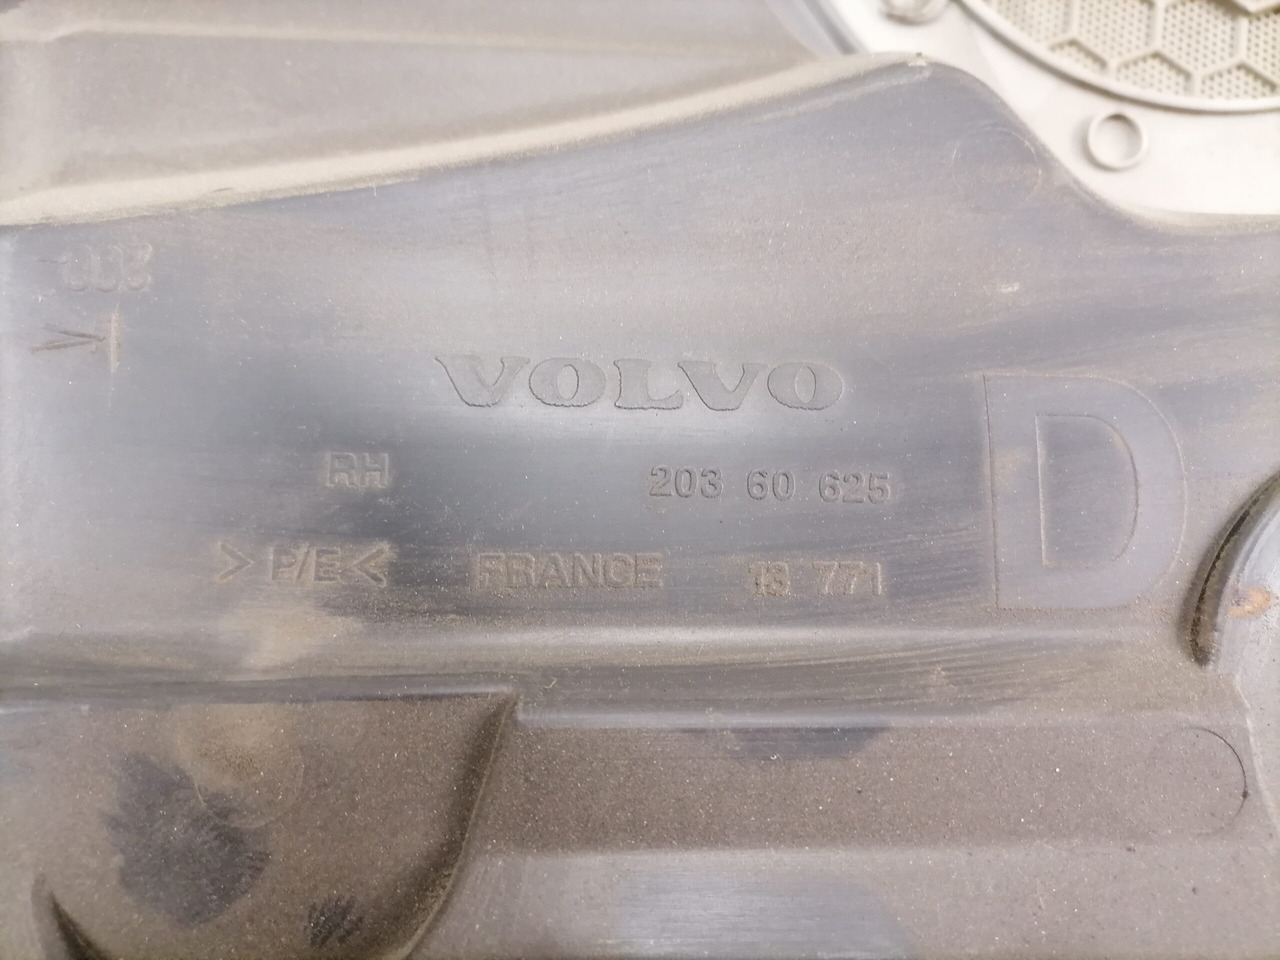 VOLVO
RH 203 60 625
D
>P/E< FRANCE 13 771